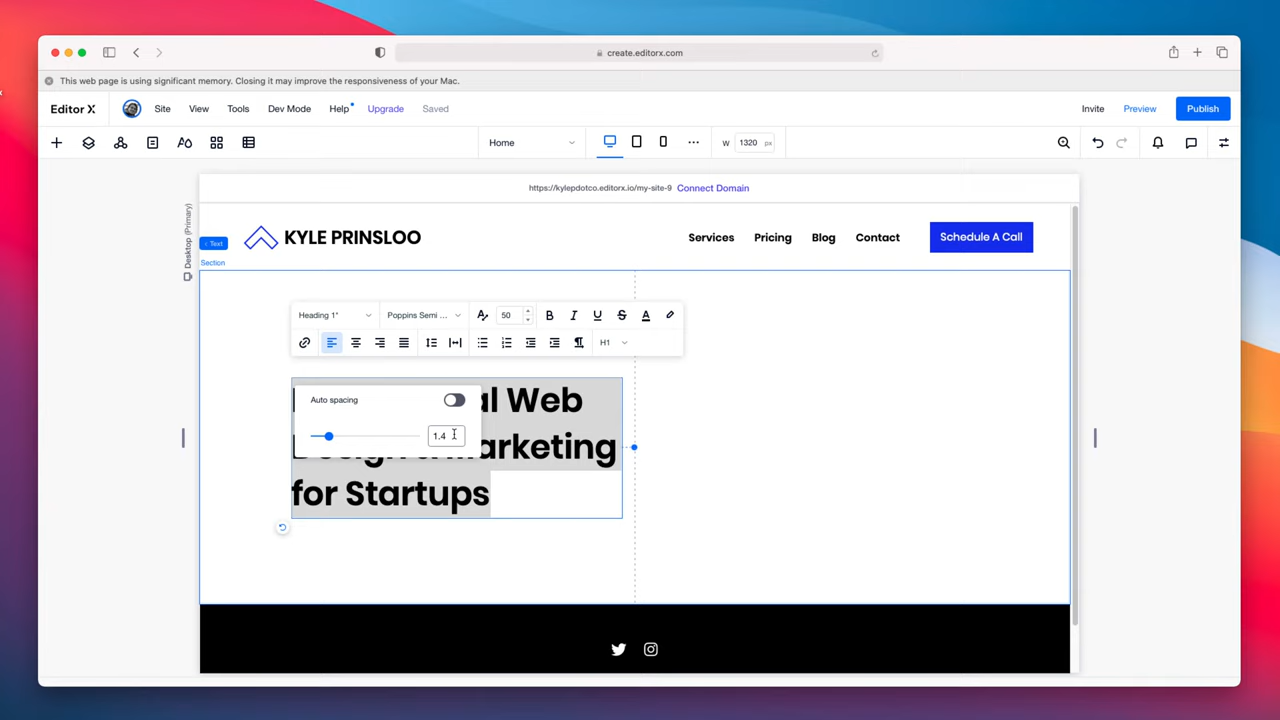 create.editorx.com
This web page is using significant memory. Closing it may improve the responsiveness of your Mac.
Editor X Site View Tools Dev Mode Help Upgrade Saved Invite Preview Publish
Home W 1320 px
https://kylepdotco.editorx.io/my-site-9 Connect Domain
Desktop (Primary)
KYLE PRINSLOO Services Pricing Blog Contact Schedule A Call
‹ Text
Section
Heading 1* Poppins Semi ... 50 B I U S A
H1
Auto spacing
1.4
al Web
Design & Marketing
for Startups